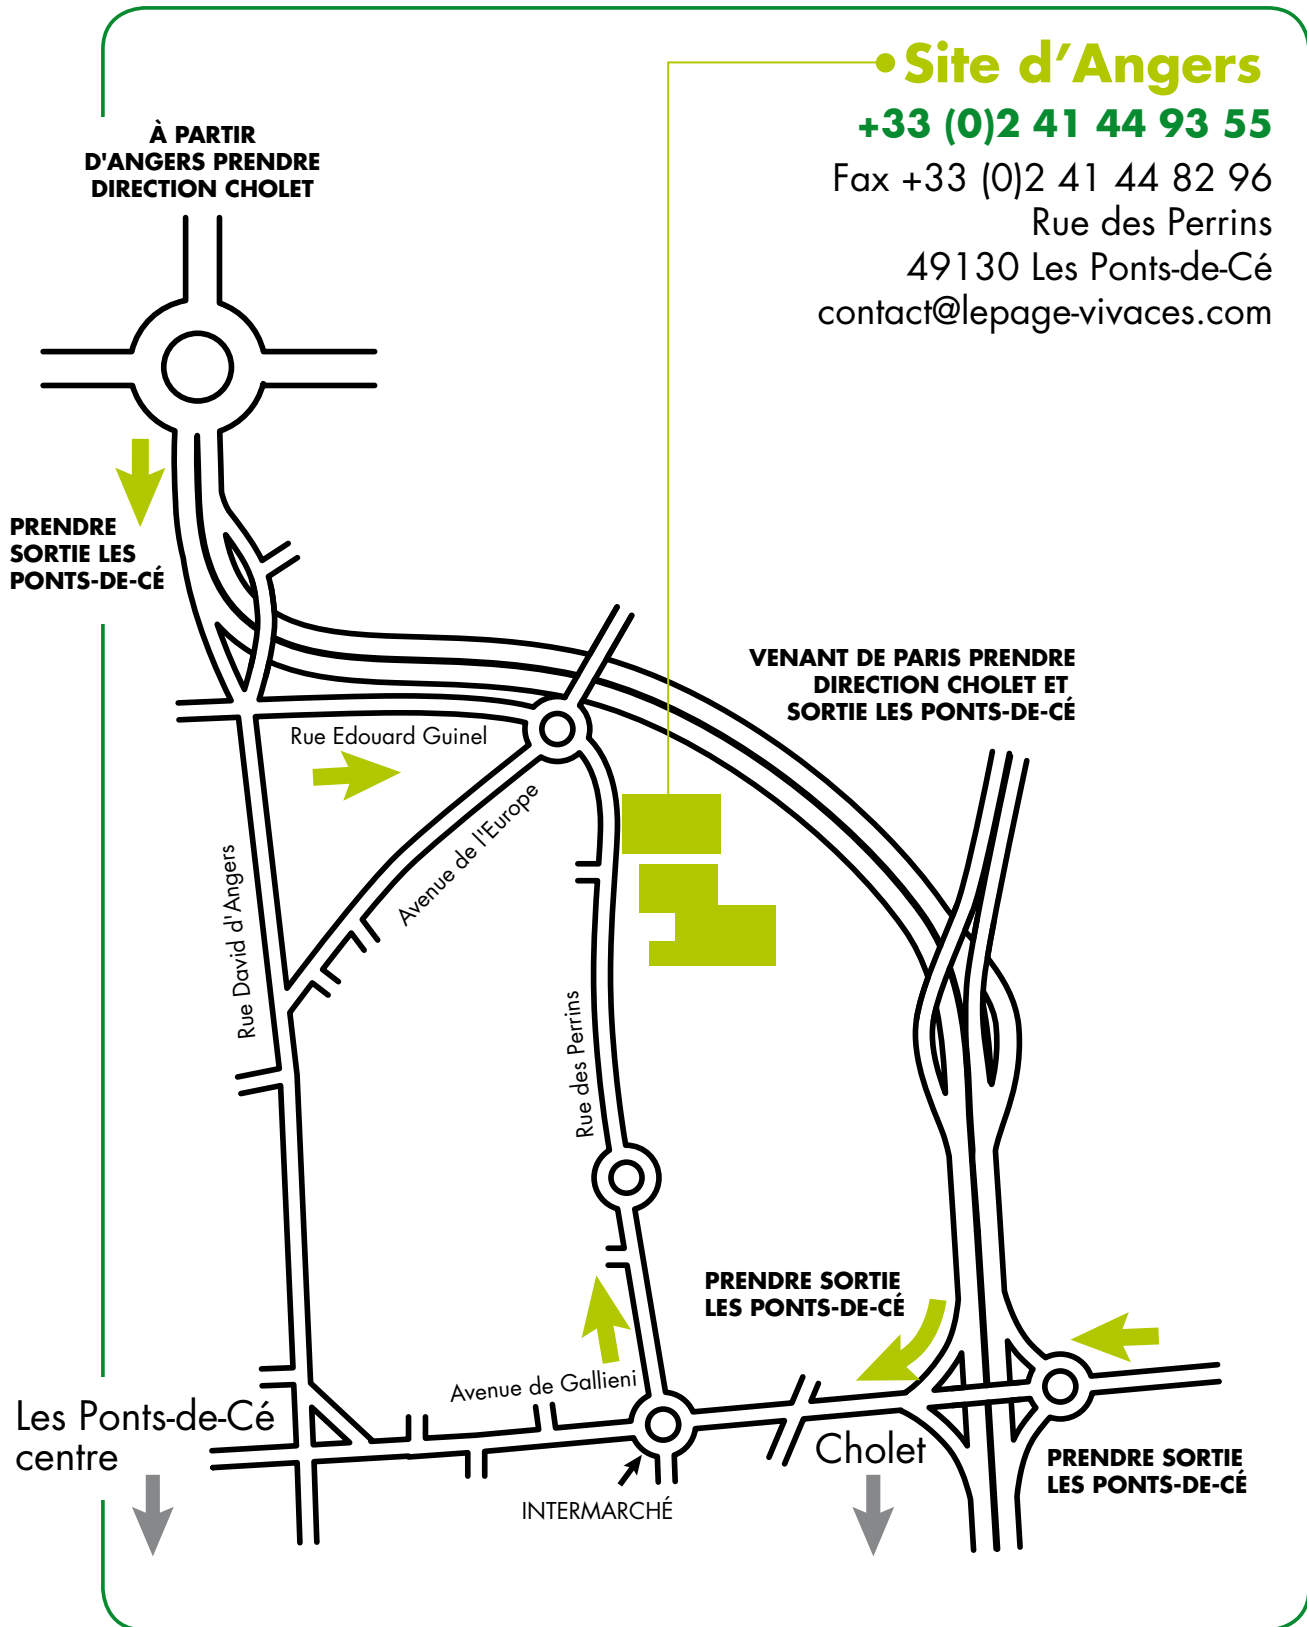 Site d'Angers
+33 (0)2 41 44 93 55
Fax +33 (0)2 41 44 82 96
Rue des Perrins
49130 Les Ponts-de-Cé
contact@lepage-vivaces.com
À PARTIR
D'ANGERS PRENDRE
DIRECTION CHOLET
PRENDRE
SORTIE LES
PONTS-DE-CÉ
VENANT DE PARIS PRENDRE
DIRECTION CHOLET ET
SORTIE LES PONTS-DE-CÉ
Rue Edouard Guinel
Avenue de l'Europe
Rue David d'Angers
Rue des Perrins
PRENDRE SORTIE
LES PONTS-DE-CÉ
Avenue de Gallieni
Les Ponts-de-Cé
centre
Cholet
PRENDRE SORTIE
LES PONTS-DE-CÉ
INTERMARCHÉ